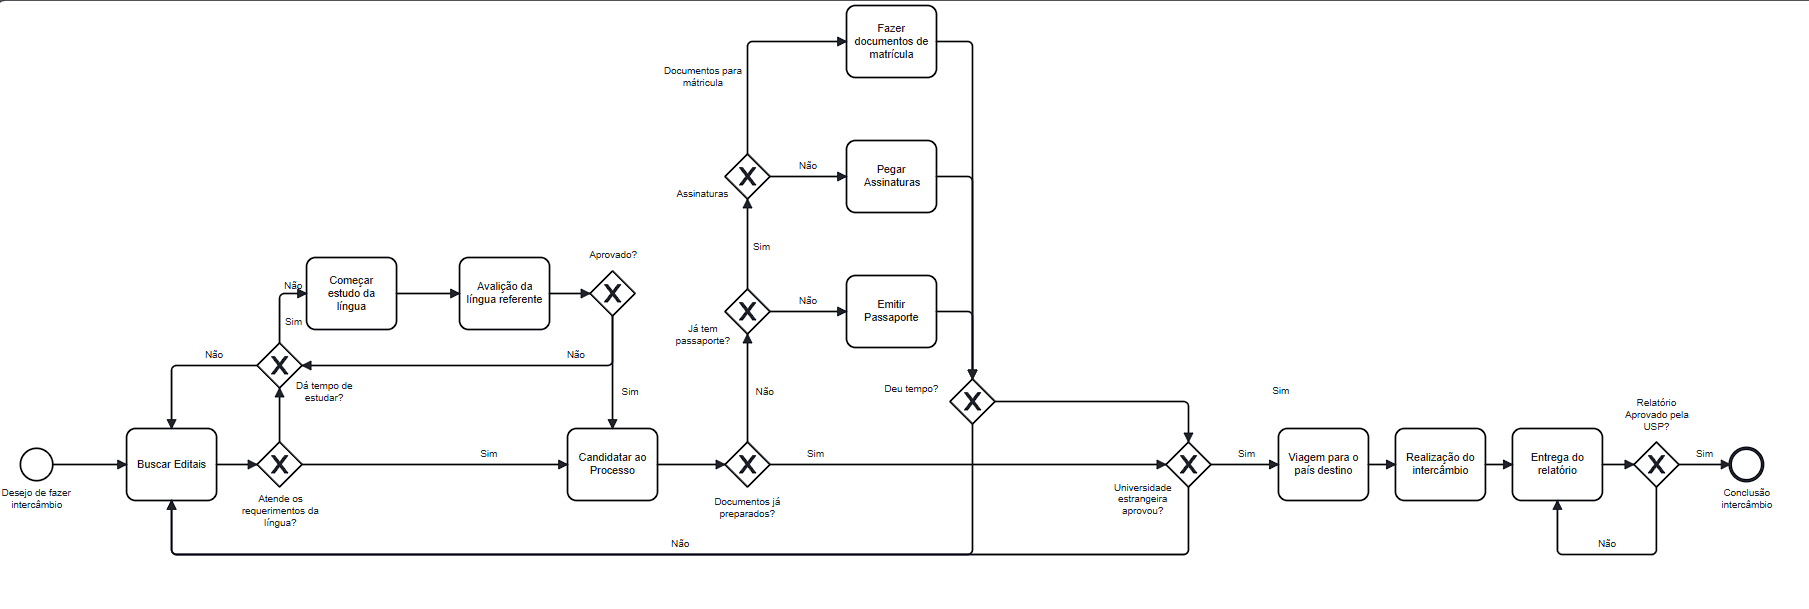 Fazer
documentos de
matrícula
Documentos para
mátricula
Não
Pegar
Assinaturas
Assinaturas
Sim
Aprovado?
Não
Começar
estudo da
língua
Avalição da
língua referente
Não
Emitir
Passaporte
Sim
Já tem
passaporte?
Não
Não
Dá tempo de
estudar?
Sim
Não
Deu tempo?
Sim
Relatório
Aprovado pela
USP?
Desejo de fazer
intercâmbio
Buscar Editais
Atende os
requerimentos da
língua?
Sim
Candidatar ao
Processo
Documentos já
preparados?
Sim
Universidade
estrangeira
aprovou?
Sim
Viagem para o
país destino
Realização do
intercâmbio
Entrega do
relatório
Sim
Conclusão
intercâmbio
Não
Não